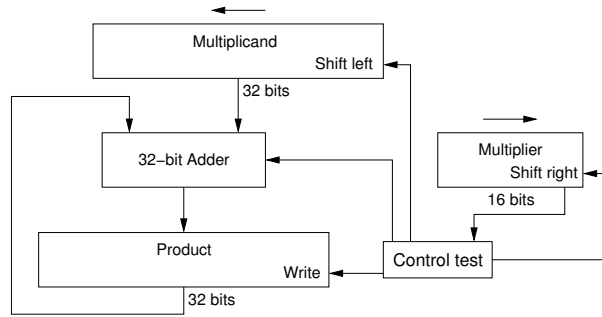 Multiplicand
Shift left
32 bits
32−bit Adder
Multiplier
Shift right
16 bits
Product
Write
Control test
32 bits